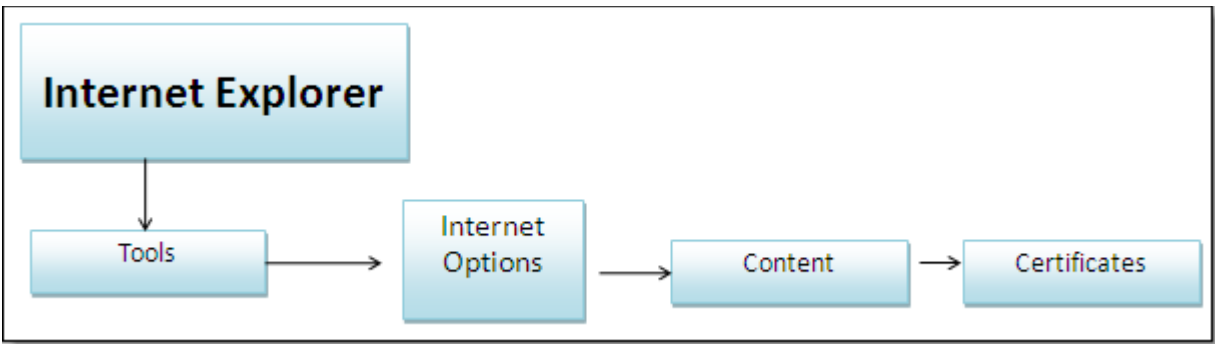 Internet Explorer
Tools
Internet
Options
Content
Certificates